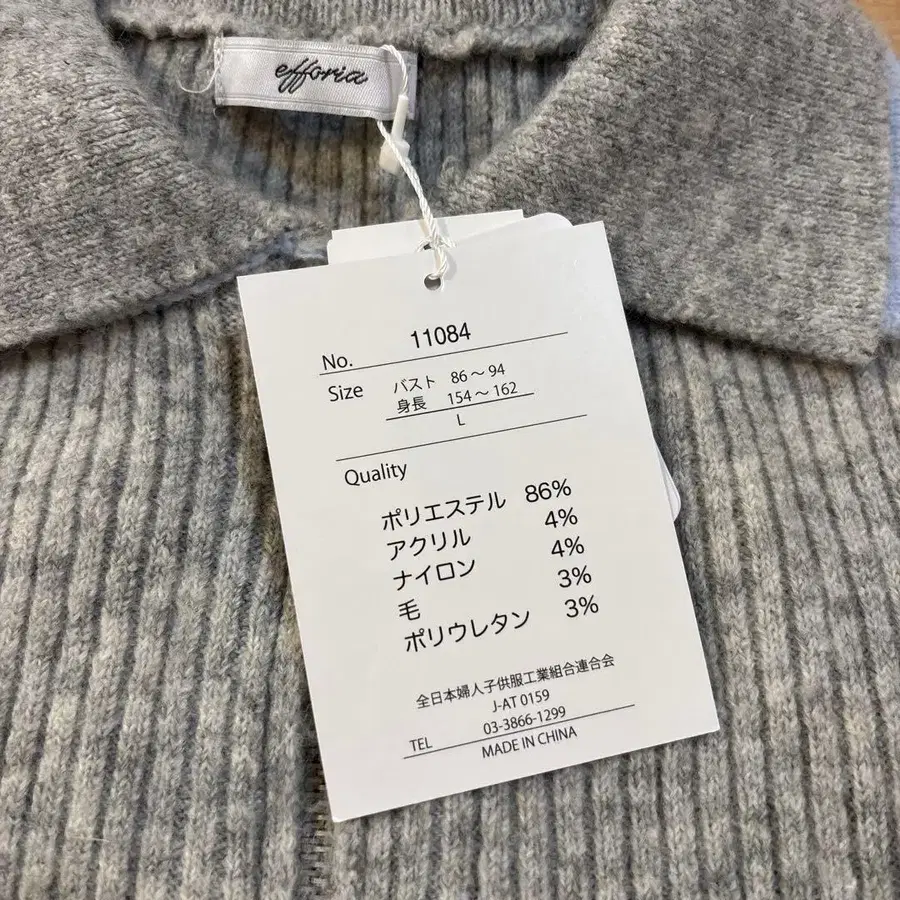 efforia
No. 11084
Size バスト 86～94
身長 154～162
L
Quality
ポリエステル 86%
アクリル 4%
ナイロン 4%
毛 3%
ポリウレタン 3%
全日本婦人子供服工業組合連合会
J-AT 0159
TEL 03-3866-1299
MADE IN CHINA